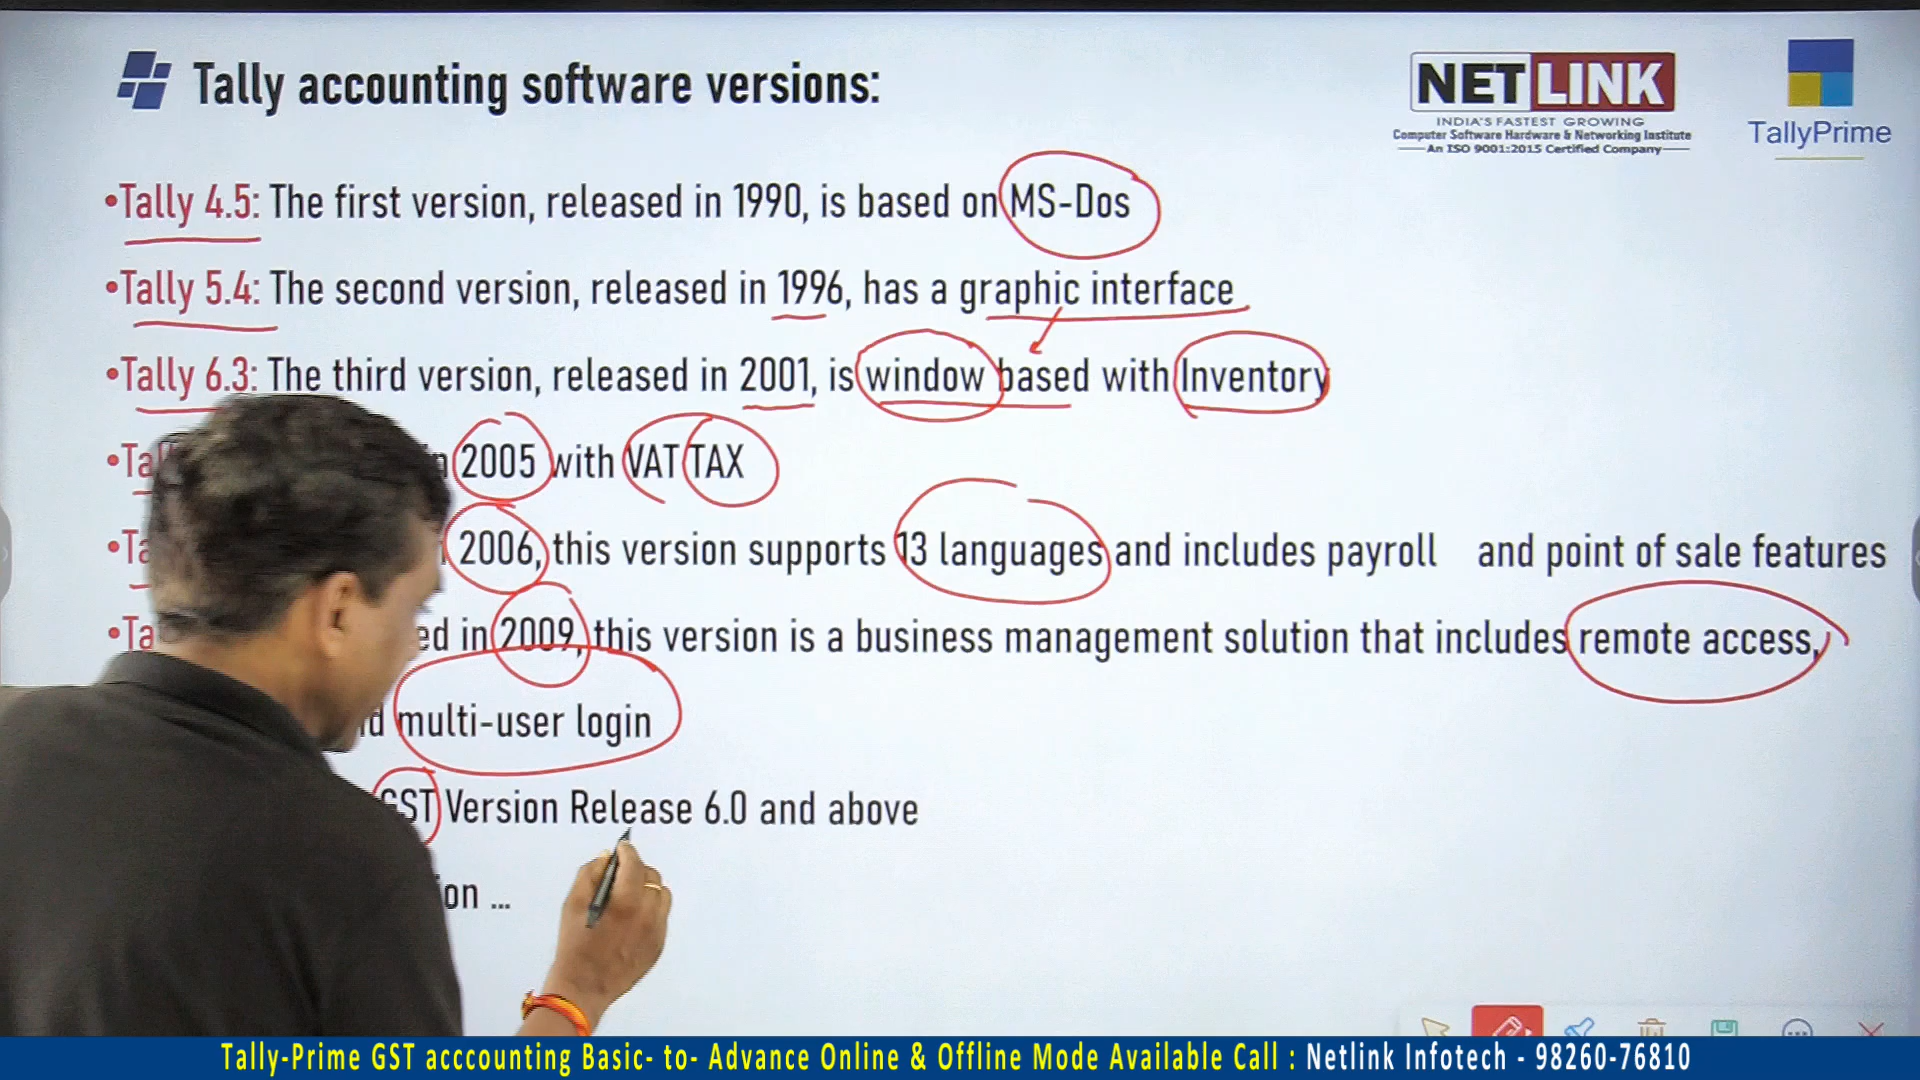 Tally accounting software versions:
NETLINK
INDIA'S FASTEST GROWING
Computer Software Hardware & Networking Institute
An ISO 9001:2015 Certified Company
TallyPrime
•Tally 4.5: The first version, released in 1990, is based on MS-Dos
•Tally 5.4: The second version, released in 1996, has a graphic interface
•Tally 6.3: The third version, released in 2001, is window based with Inventory
2005 with VAT TAX
2006, this version supports 13 languages and includes payroll and point of sale features
in 2009, this version is a business management solution that includes remote access,
multi-user login
GST Version Release 6.0 and above
...
Tally-Prime GST acccounting Basic- to- Advance Online & Offline Mode Available Call : Netlink Infotech - 98260-76810